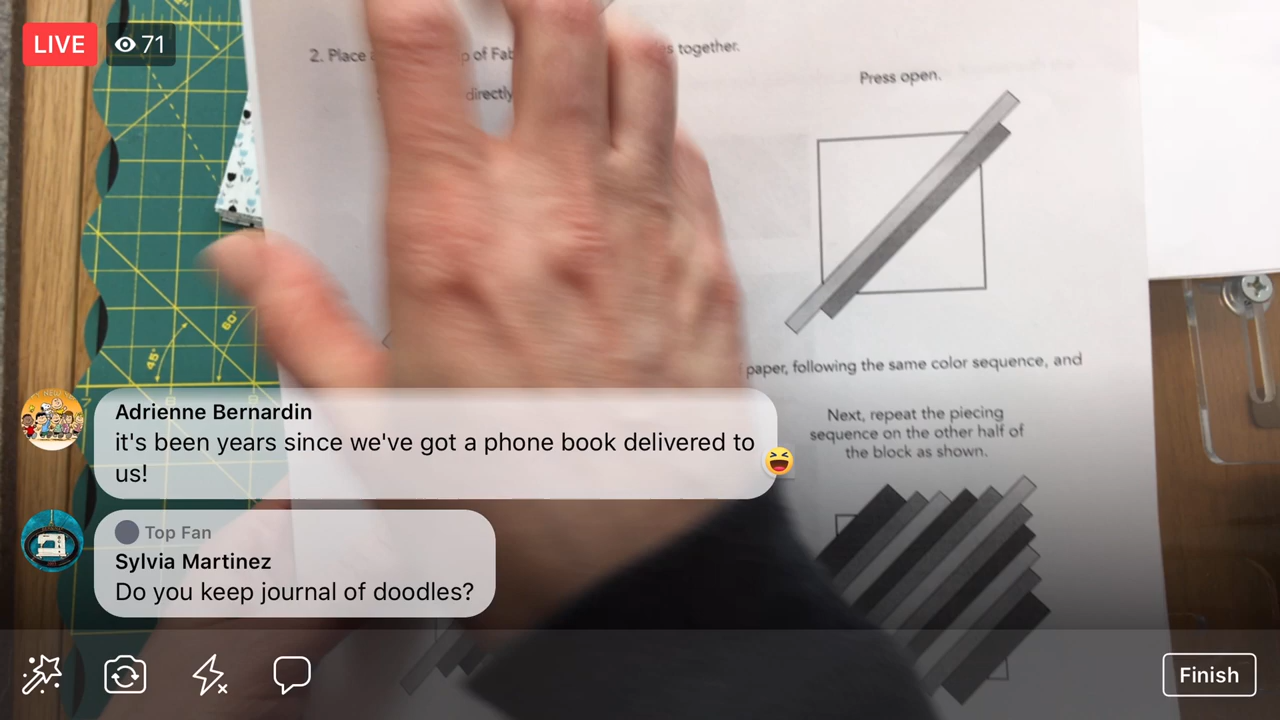 LIVE 71
2. Place p of Fab s together.
directly
Press open.
60°
45°
paper, following the same color sequence, and
Adrienne Bernardin
it's been years since we've got a phone book delivered to
us!
Next, repeat the piecing
sequence on the other half of
the block as shown.
Top Fan
Sylvia Martinez
Do you keep journal of doodles?
Finish